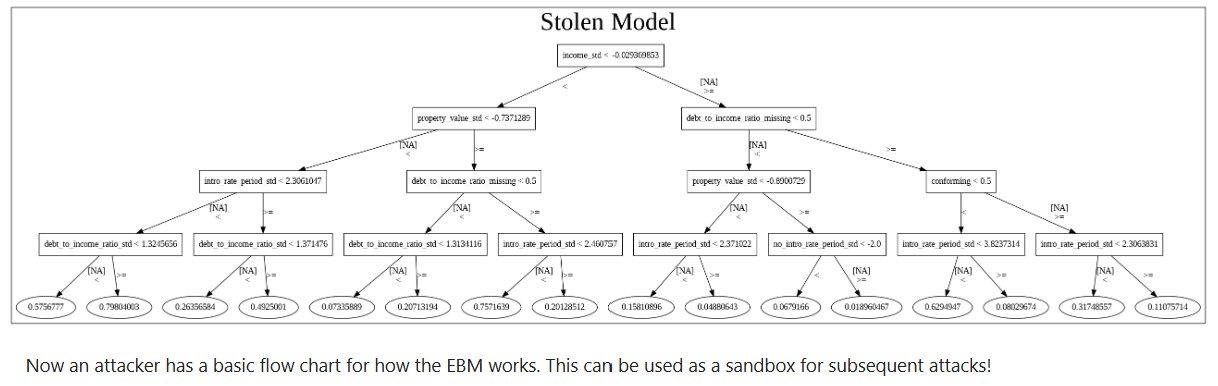 Stolen Model
income_std < -0.029369853
< [NA]
>=
property_value_std < -0.7371289 debt_to_income_ratio_missing < 0.5
[NA] >= [NA] >=
< <
intro_rate_period_std < 2.3061047 debt_to_income_ratio_missing < 0.5 property_value_std < -0.8900729 conforming < 0.5
[NA] >= [NA] >= [NA] >= < [NA]
< < < >=
debt_to_income_ratio_std < 1.3245656 debt_to_income_ratio_std < 1.371476 debt_to_income_ratio_std < 1.3134116 intro_rate_period_std < 2.460757 intro_rate_period_std < 2.371022 no_intro_rate_period_std < -2.0 intro_rate_period_std < 3.8237314 intro_rate_period_std < 2.3063831
[NA] >= [NA] >= [NA] >= [NA] >= [NA] >= < [NA] [NA] >= [NA] >=
< < < < < >= < <
0.5756777 0.79804003 0.26356584 0.4925001 0.07335889 0.20713194 0.7571639 0.20128512 0.15810896 0.04880643 0.0679166 0.018960467 0.6294947 0.08029674 0.31748557 0.11075714
Now an attacker has a basic flow chart for how the EBM works. This can be used as a sandbox for subsequent attacks!